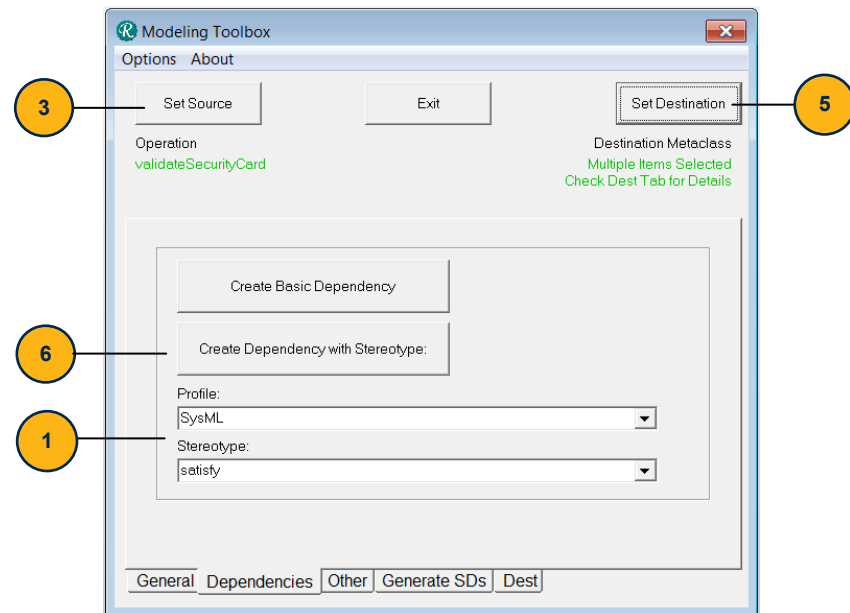 Modeling Toolbox
Options About
3 Set Source Exit Set Destination 5
Operation Destination Metaclass
validateSecurityCard Multiple Items Selected
Check Dest Tab for Details
Create Basic Dependency
6 Create Dependency with Stereotype:
Profile:
SysML
1
Stereotype:
satisfy
General Dependencies Other Generate SDs Dest